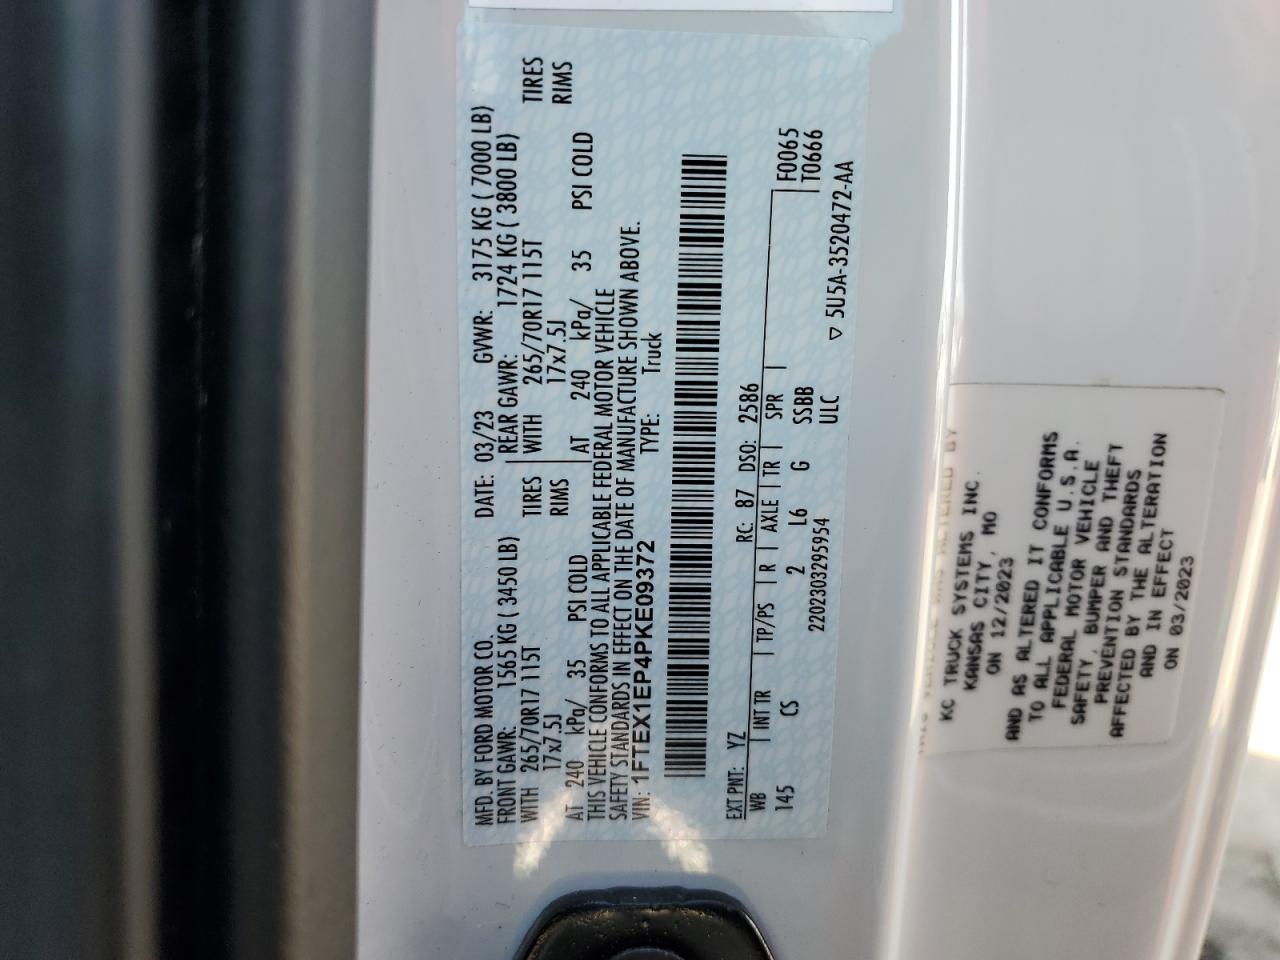 MFD. BY FORD MOTOR CO.
DATE: 03/23 GVWR: 3175 KG ( 7000 LB)
FRONT GAWR: 1565 KG ( 3450 LB)
REAR GAWR: 1724 KG ( 3800 LB)
WITH 265/70R17 115T TIRES
WITH 265/70R17 115T TIRES
17x7.5J RIMS
17x7.5J RIMS
AT 240 kPa/ 35 PSI COLD
AT 240 kPa/ 35 PSI COLD
THIS VEHICLE CONFORMS TO ALL APPLICABLE FEDERAL MOTOR VEHICLE
SAFETY STANDARDS IN EFFECT ON THE DATE OF MANUFACTURE SHOWN ABOVE.
VIN: 1FTEX1EP4PKE09372 TYPE: Truck
EXT PNT: YZ RC: 87 DSO: 2586
WB INT TR TP/PS R AXLE TR SPR F0065
145 CS 2 L6 G SSBB T0666
2202303295954 ULC
▽ 5U5A-3520472-AA
KC TRUCK SYSTEMS INC.
KANSAS CITY, MO
ON 12/2023
AND AS ALTERED IT CONFORMS
TO ALL APPLICABLE U.S.A.
FEDERAL MOTOR VEHICLE
SAFETY, BUMPER AND THEFT
PREVENTION STANDARDS
AFFECTED BY THE ALTERATION
AND IN EFFECT
ON 03/2023